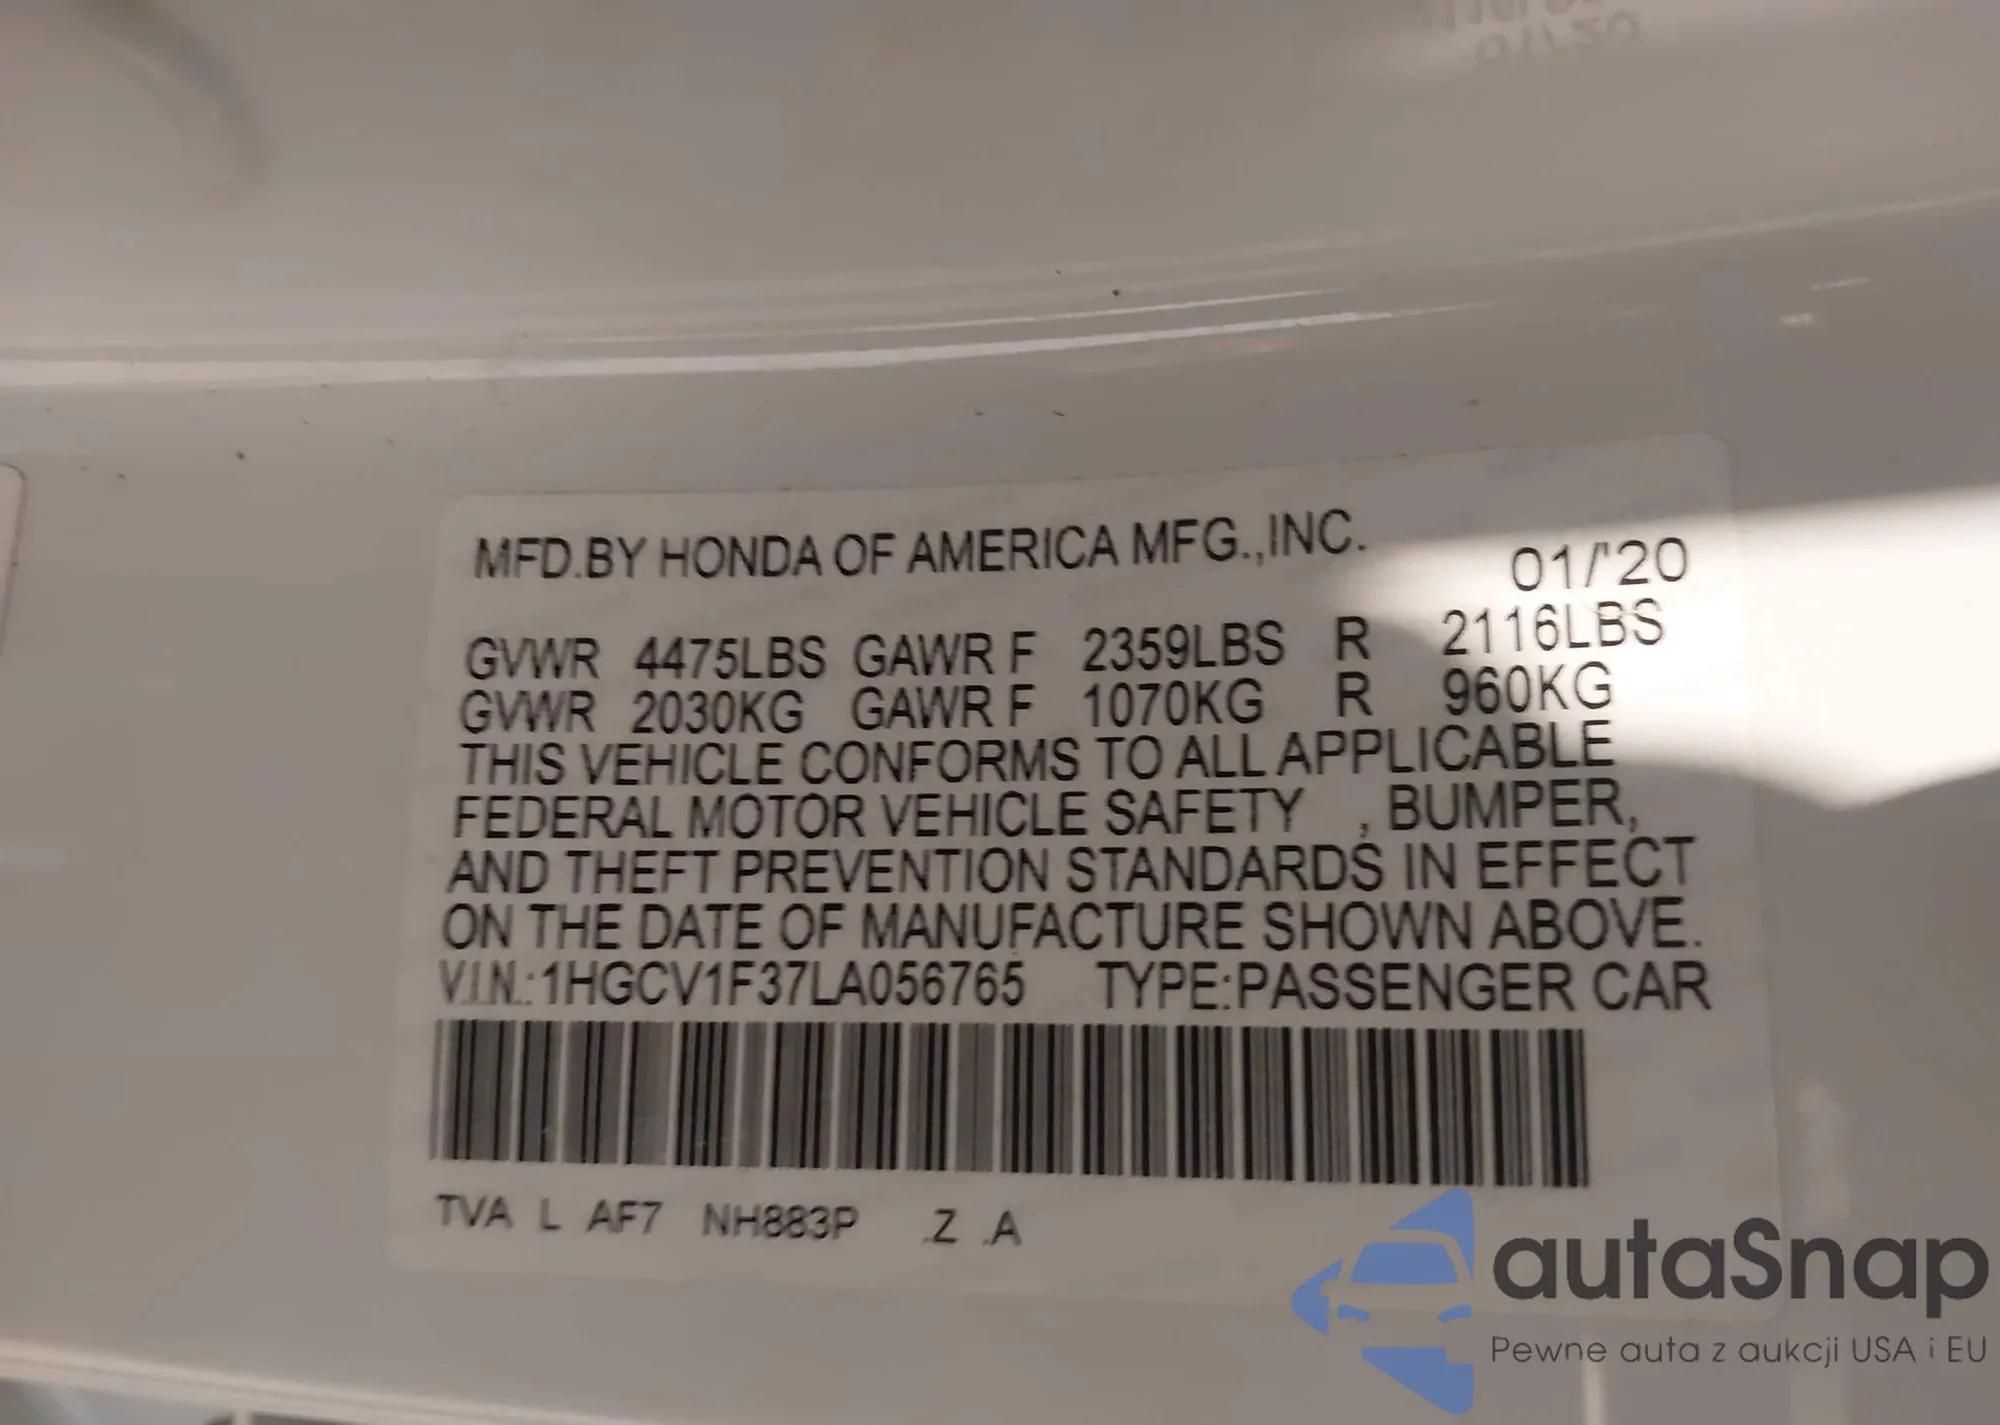 MFD.BY HONDA OF AMERICA MFG.,INC. 01/'20
GVWR 4475LBS GAWR F 2359LBS R 2116LBS
GVWR 2030KG GAWR F 1070KG R 960KG
THIS VEHICLE CONFORMS TO ALL APPLICABLE
FEDERAL MOTOR VEHICLE SAFETY , BUMPER,
AND THEFT PREVENTION STANDARDS IN EFFECT
ON THE DATE OF MANUFACTURE SHOWN ABOVE.
V.I.N.:1HGCV1F37LA056765 TYPE:PASSENGER CAR
TVA L AF7 NH883P .Z .A
autaSnap
Pewne auta z aukcji USA i EU